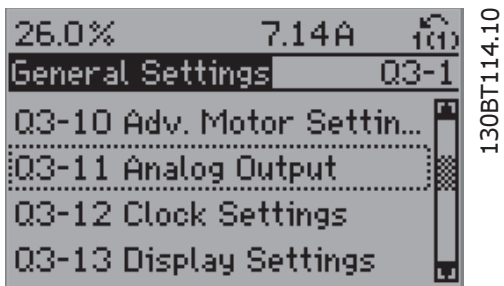 26.0% 7.14A 1(1)
General Settings Q3-1
Q3-10 Adv. Motor Settin...
Q3-11 Analog Output
Q3-12 Clock Settings
Q3-13 Display Settings
130BT114.10